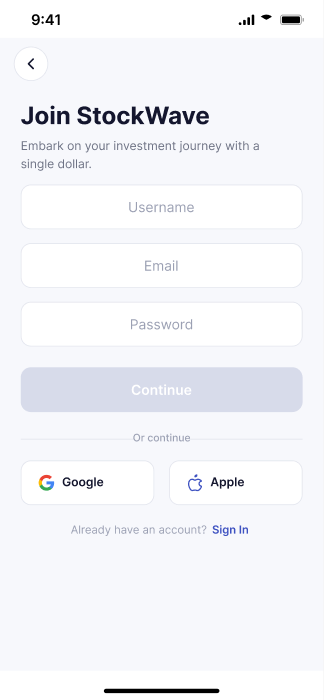 9:41
Join StockWave
Embark on your investment journey with a
single dollar.
Username
Email
Password
Continue
Or continue
Google
Apple
Already have an account? Sign In